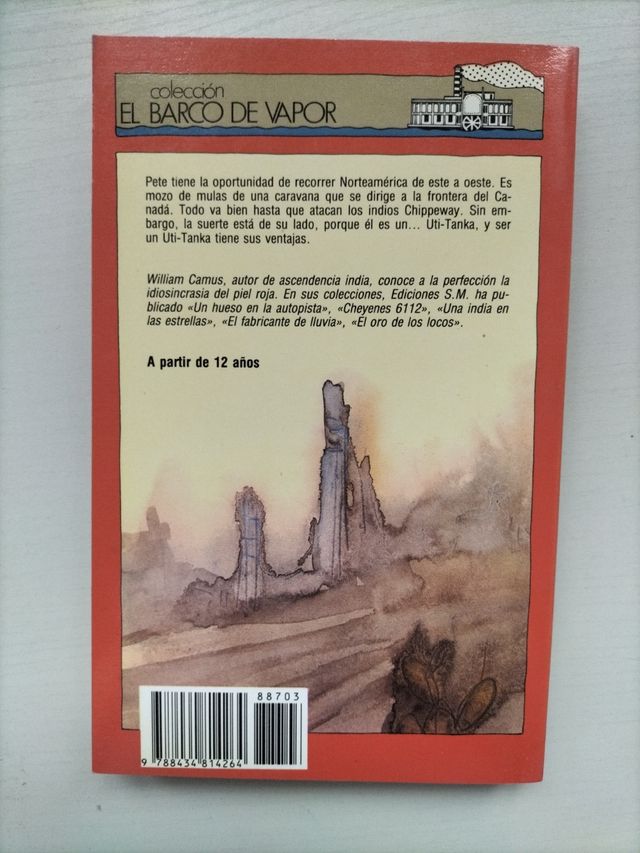 colección
EL BARCO DE VAPOR
Pete tiene la oportunidad de recorrer Norteamérica de este a oeste. Es
mozo de mulas de una caravana que se dirige a la frontera del Ca-
nadá. Todo va bien hasta que atacan los indios Chippeway. Sin em-
bargo, la suerte está de su lado, porque él es un... Uti-Tanka, y ser
un Uti-Tanka tiene sus ventajas.
William Camus, autor de ascendencia india, conoce a la perfección la
idiosincrasia del piel roja. En sus colecciones, Ediciones S.M. ha pu-
blicado «Un hueso en la autopista», «Cheyenes 6112», «Una india en
las estrellas», «El fabricante de lluvia», «El oro de los locos».
A partir de 12 años
88703
9 788434 814264